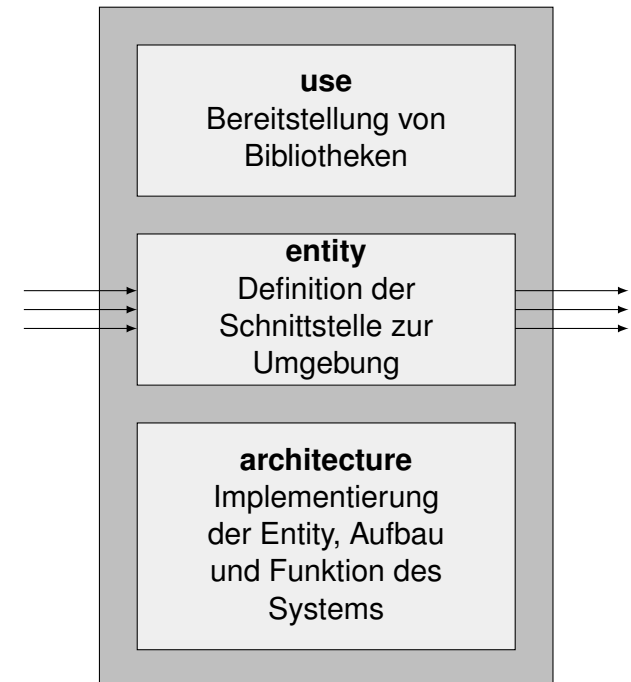 use
Bereitstellung von
Bibliotheken
entity
Definition der
Schnittstelle zur
Umgebung
architecture
Implementierung
der Entity, Aufbau
und Funktion des
Systems